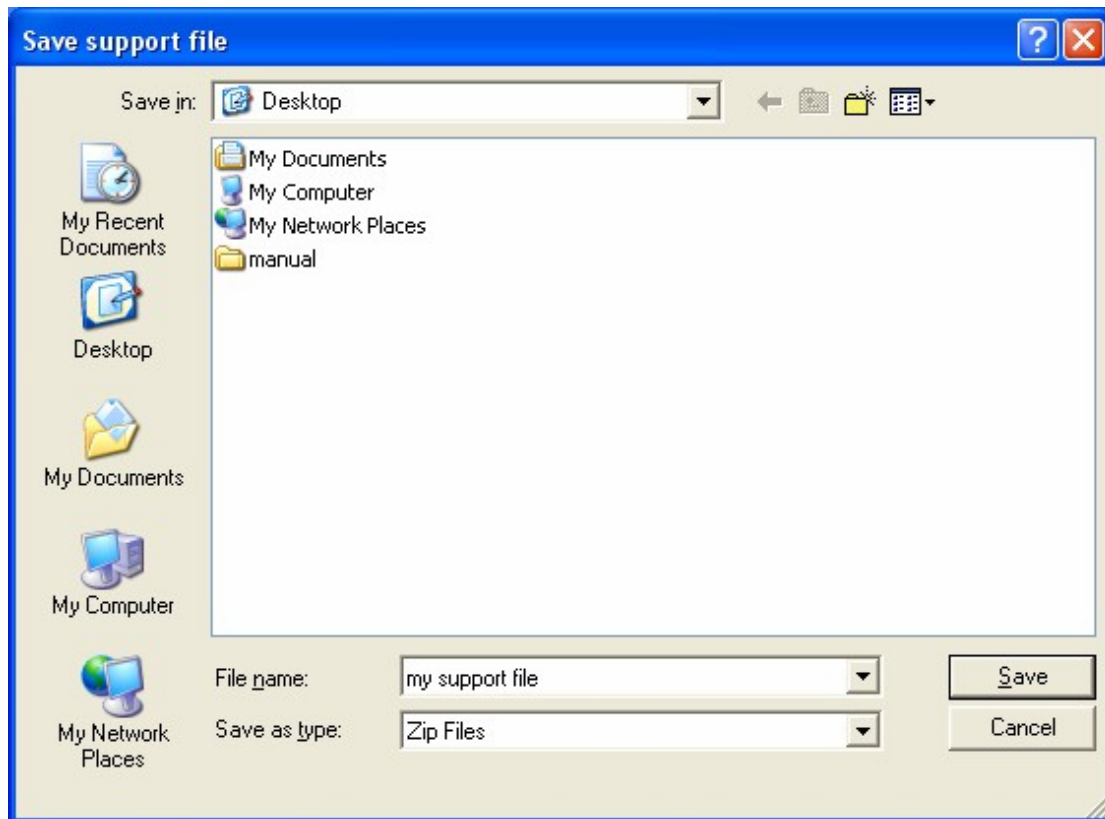 Save support file
Save in:
Desktop
My Recent
Documents
Desktop
My Documents
My Computer
My Network
Places
My Documents
My Computer
My Network Places
manual
File name:
my support file
Save
Save as type:
Zip Files
Cancel